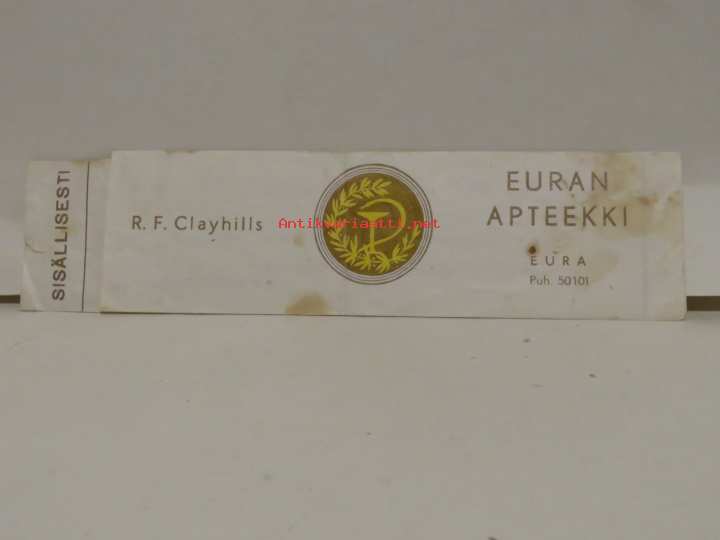 SISÄLLISESTI
R. F. Clayhills
Antikvariaatti.net
EURAN
APTEEKKI
EURA
Puh. 50101